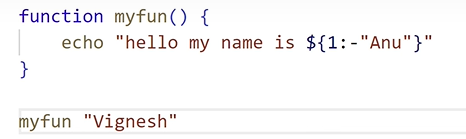 function myfun() {
    echo "hello my name is ${1:-"Anu"}"
}
myfun "Vignesh"